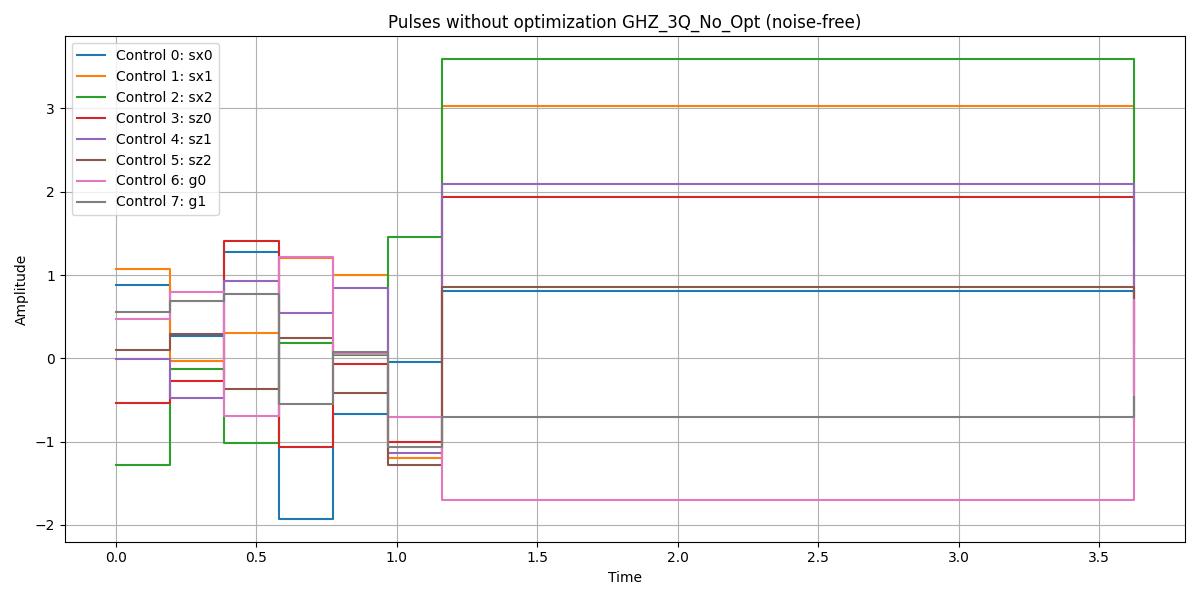 Pulses without optimization GHZ_3Q_No_Opt (noise-free)
Control 0: sx0
Control 1: sx1
Control 2: sx2
Control 3: sz0
Control 4: sz1
Control 5: sz2
Control 6: g0
Control 7: g1
3
2
1
0
−1
−2
Amplitude
0.0 0.5 1.0 1.5 2.0 2.5 3.0 3.5
Time